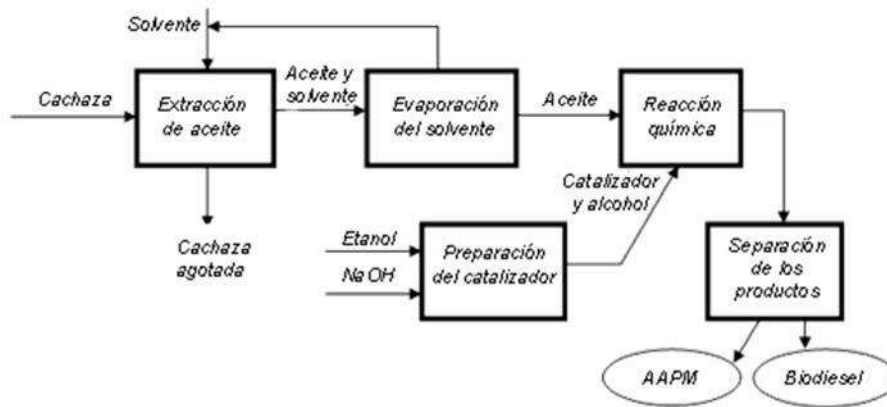 Solvente
Cachaza
Extracción
de aceite
Aceite y
solvente
Evaporación
del solvente
Aceite
Reacción
química
Cachaza
agotada
Catalizador
y alcohol
Etanol
NaOH
Preparación
del catalizador
Separación
de los
productos
AAPM
Biodiesel